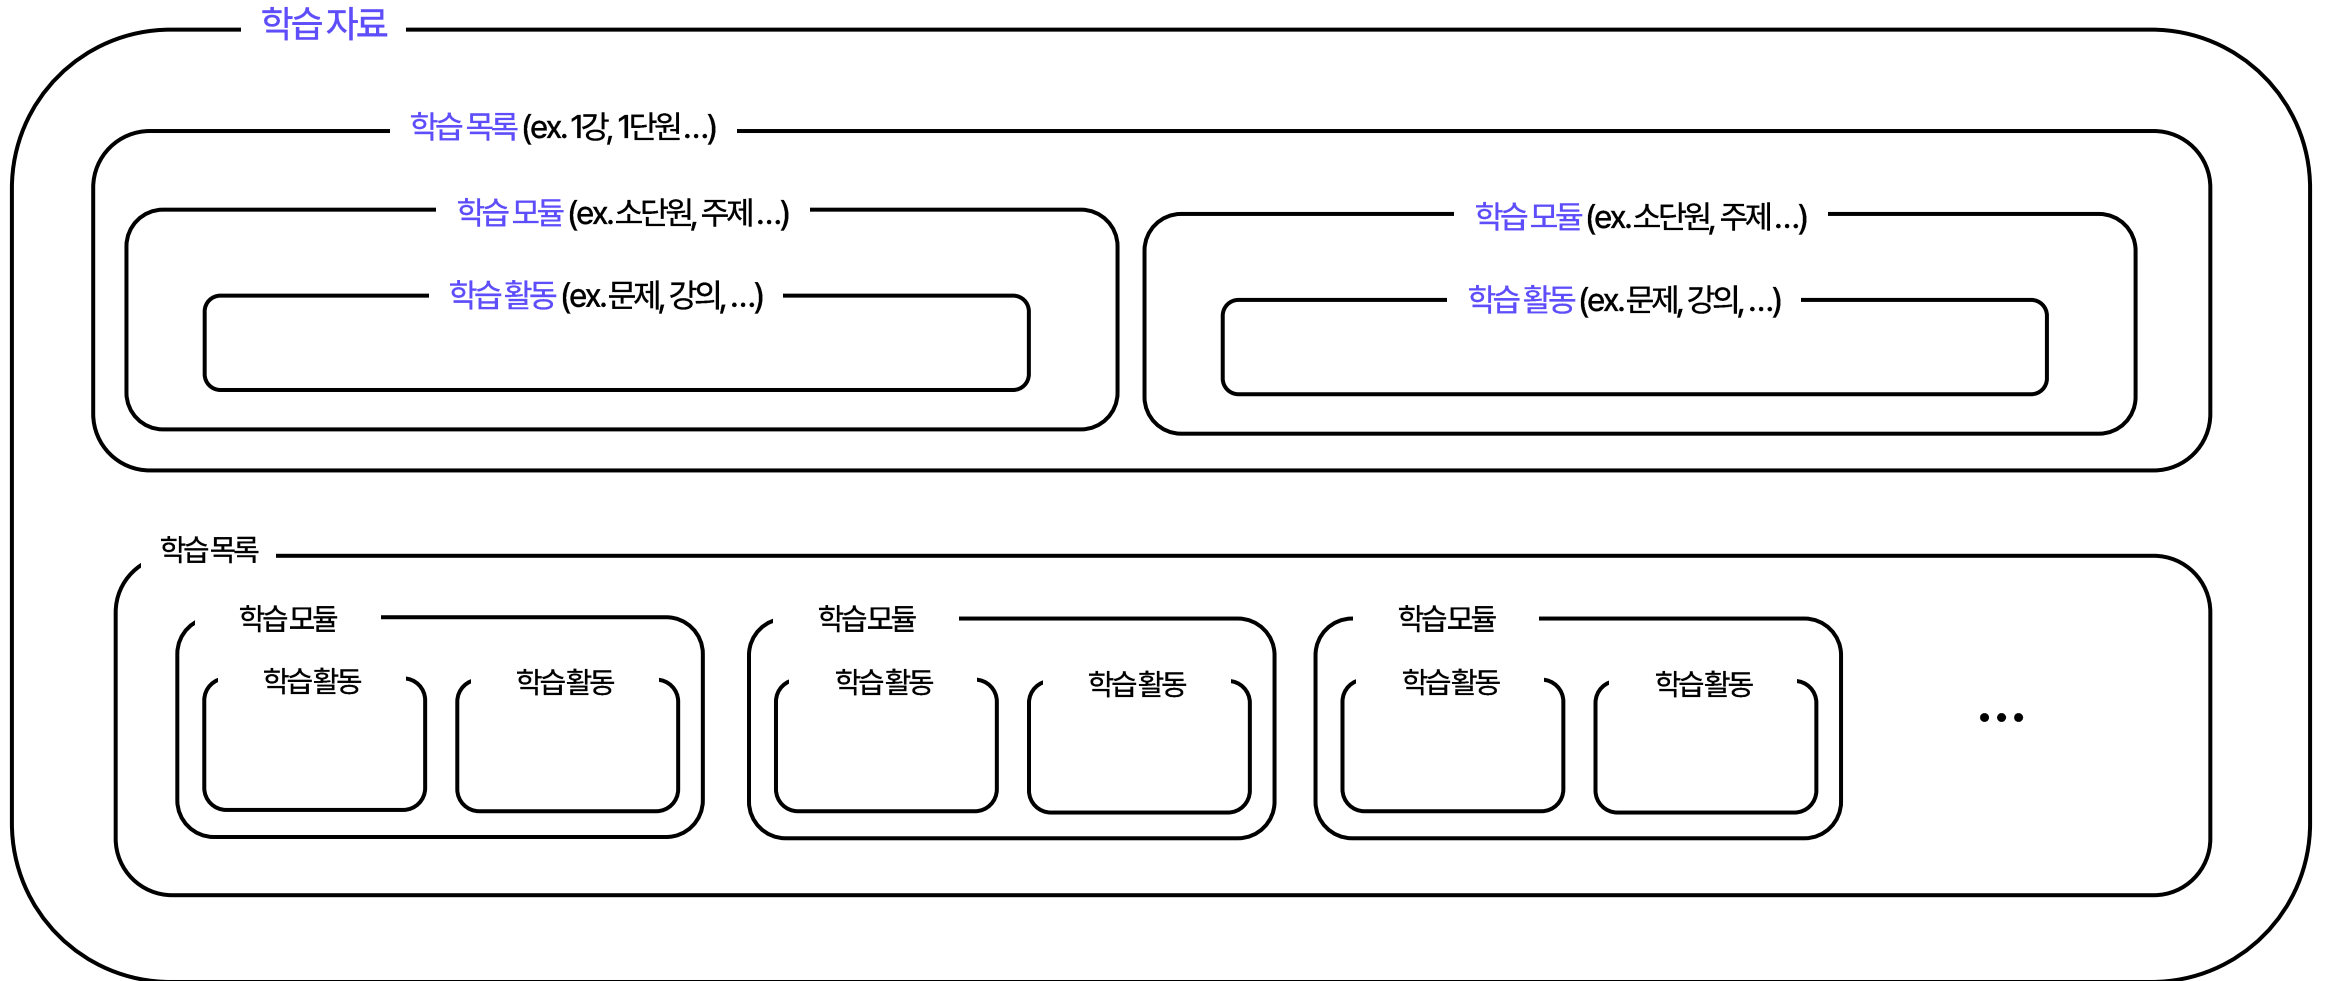 학습 자료
학습 목록 (ex. 1강, 1단원 …)
학습 모듈 (ex. 소단원, 주제 …)
학습 모듈 (ex. 소단원, 주제 …)
학습 활동 (ex. 문제, 강의, …)
학습 활동 (ex. 문제, 강의, …)
학습 목록
학습 모듈
학습 모듈
학습 모듈
학습 활동
학습 활동
학습 활동
학습 활동
학습 활동
학습 활동
…